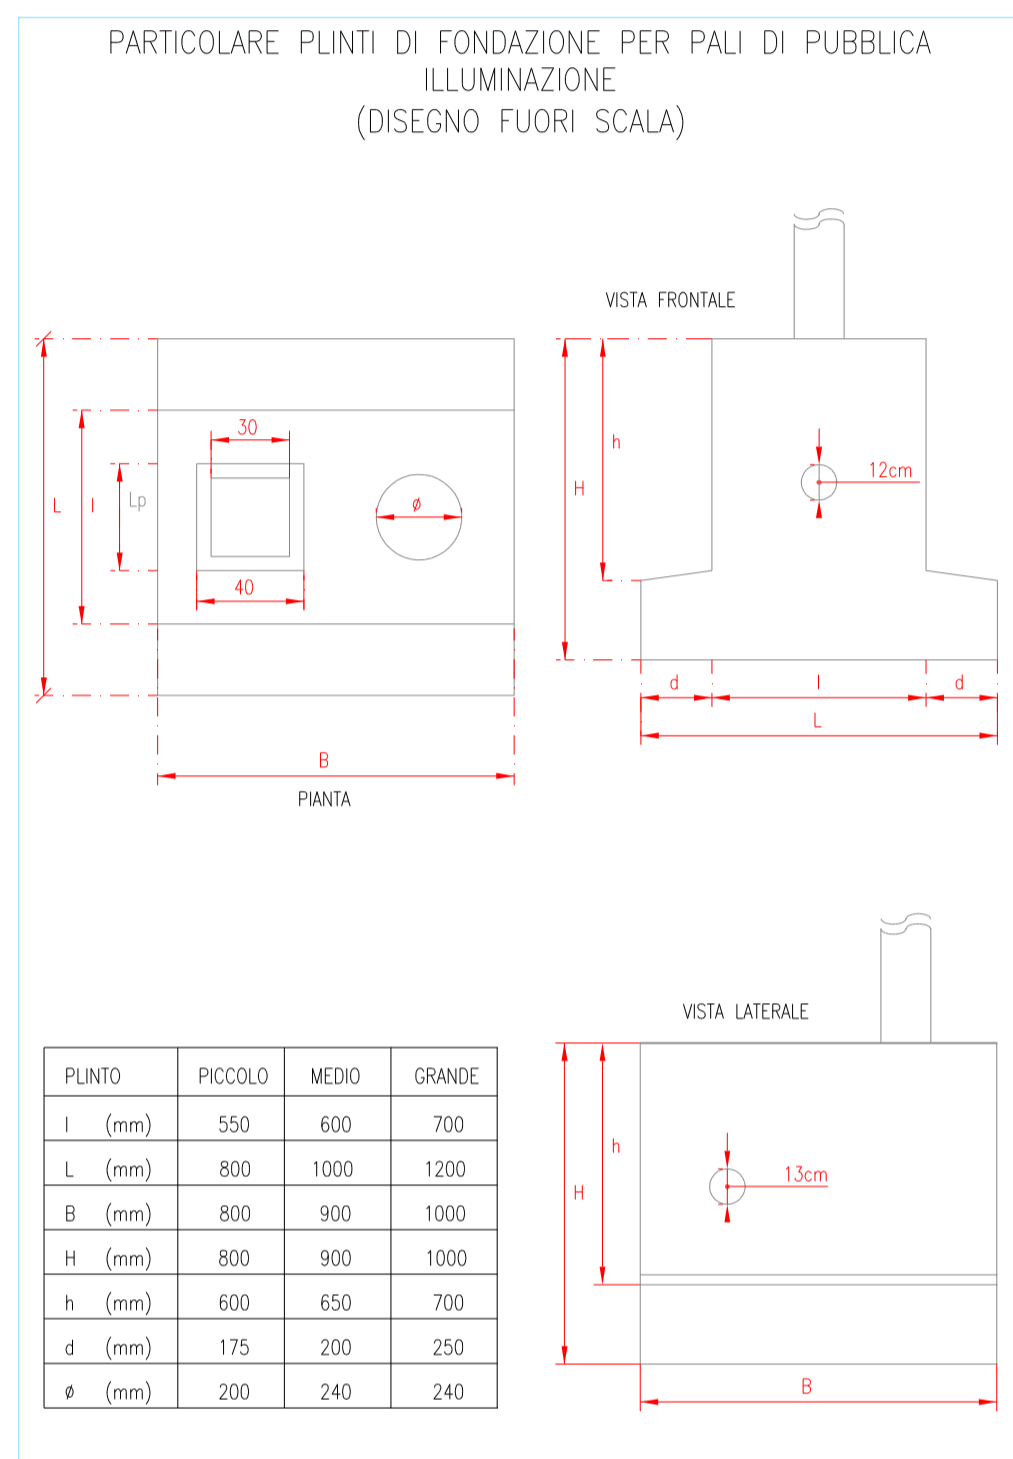 PARTICOLARE PLINTI DI FONDAZIONE PER PALI DI PUBBLICA
ILLUMINAZIONE
(DISEGNO FUORI SCALA)
VISTA FRONTALE
30
L
l
Lp
ø
40
B
PIANTA
H
h
12cm
d
l
d
L
VISTA LATERALE
H
h
13cm
B
PLINTO PICCOLO MEDIO GRANDE
l (mm) 550 600 700
L (mm) 800 1000 1200
B (mm) 800 900 1000
H (mm) 800 900 1000
h (mm) 600 650 700
d (mm) 175 200 250
ø (mm) 200 240 240